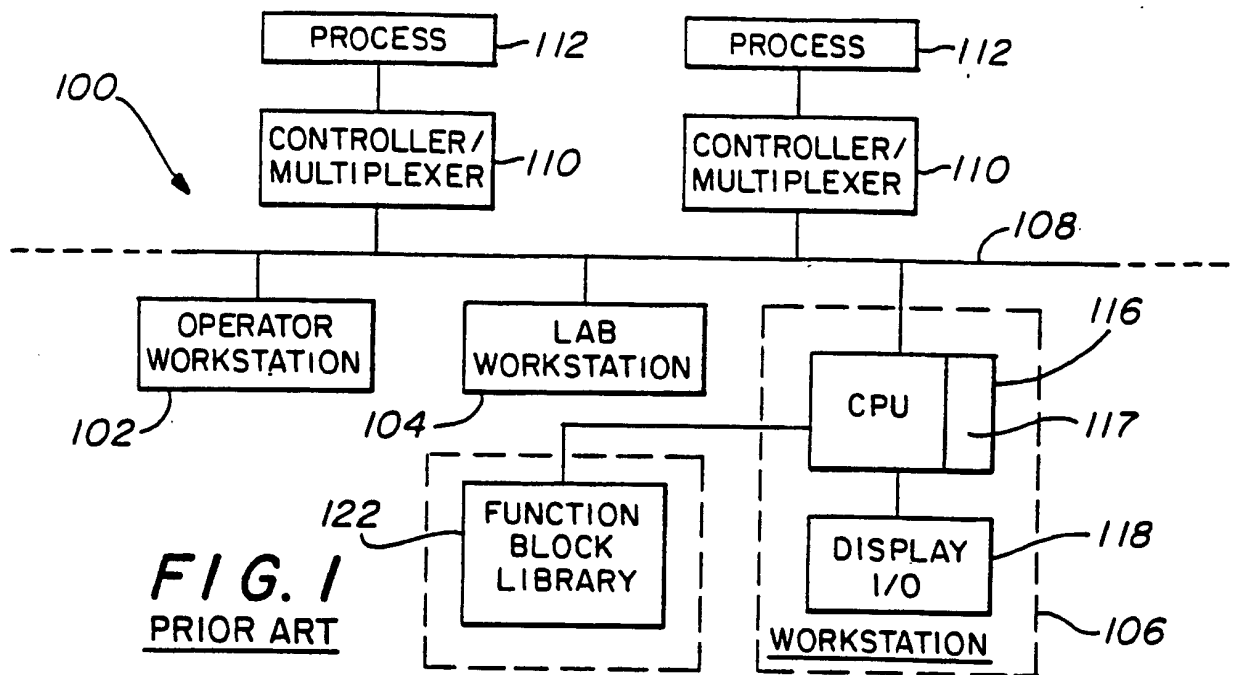 PROCESS
112
PROCESS
112
100
CONTROLLER/
MULTIPLEXER
110
CONTROLLER/
MULTIPLEXER
110
108
OPERATOR
WORKSTATION
102
LAB
WORKSTATION
104
116
CPU
117
122
FUNCTION
BLOCK
LIBRARY
DISPLAY
I/O
118
FIG. 1
PRIOR ART
WORKSTATION
106